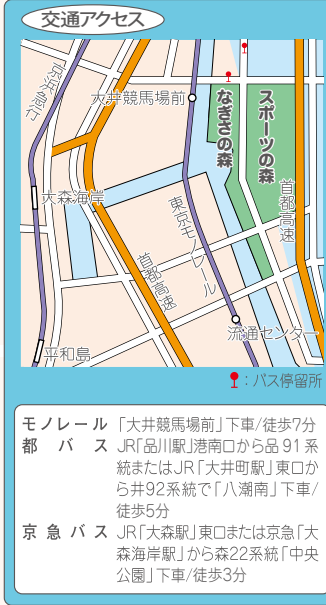 交通アクセス
京浜急行
大井競馬場前
なぎさの森
スポーツの森
大森海岸
首都高速
東京モノレール
首都高速
流通センター
平和島
：バス停留所
モノレール 「大井競馬場前」下車/徒歩7分
都バス JR「品川駅」港南口から品91系
統またはJR「大井町駅」東口か
ら井92系統で「八潮南」下車/
徒歩5分
京急バス JR「大森駅」東口または京急「大
森海岸駅」から森22系統「中央
公園」下車/徒歩3分